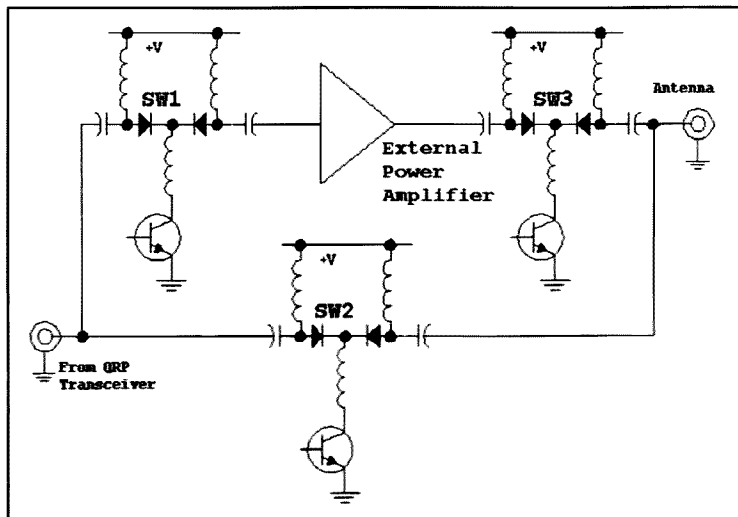 +V
+V
SW1
SW3
Antenna
External
Power
Amplifier
+V
SW2
From QRP
Transceiver